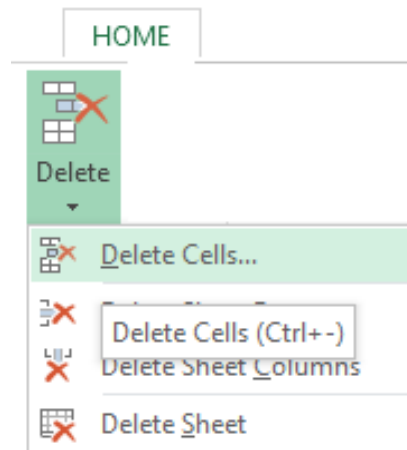 HOME
Delete
Delete Cells...
Delete Cells (Ctrl+-)
Delete Sheet Columns
Delete Sheet